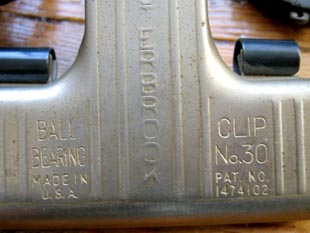 BALL
BEARING
MADE IN
U.S.A.
CLIP
No.30
PAT. NO.
1474102